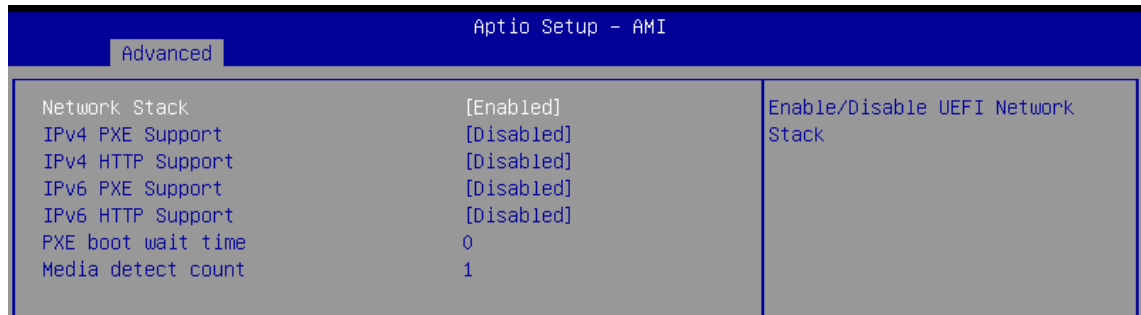 Aptio Setup – AMI
Advanced
Network Stack [Enabled]
IPv4 PXE Support [Disabled]
IPv4 HTTP Support [Disabled]
IPv6 PXE Support [Disabled]
IPv6 HTTP Support [Disabled]
PXE boot wait time 0
Media detect count 1
Enable/Disable UEFI Network
Stack